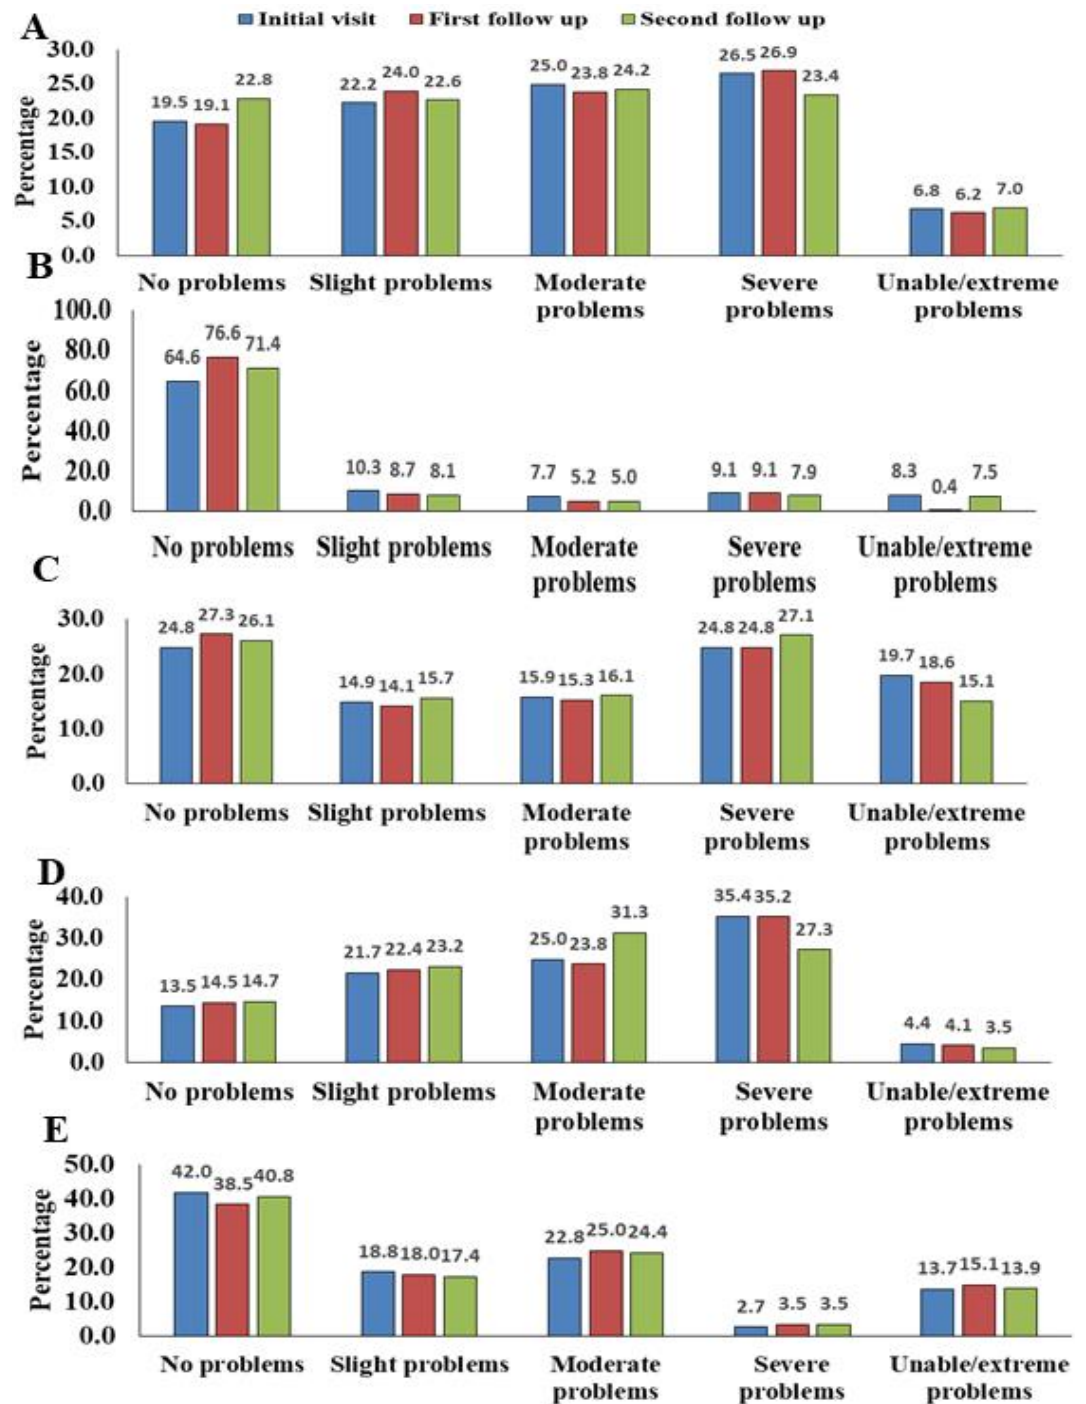 A
Initial visit First follow up Second follow up
Percentage
30.0
25.0
20.0
15.0
10.0
5.0
0.0
19.5 19.1 22.8
22.2 24.0 22.6
25.0 23.8 24.2
26.5 26.9 23.4
6.8 6.2 7.0
No problems Slight problems Moderate Severe Unable/extreme
problems problems problems
B
Percentage
100.0
80.0
60.0
40.0
20.0
0.0
64.6 76.6 71.4
10.3 8.7 8.1
7.7 5.2 5.0
9.1 9.1 7.9
8.3 0.4 7.5
No problems Slight problems Moderate Severe Unable/extreme
problems problems problems
C
Percentage
30.0
20.0
10.0
0.0
24.8 27.3 26.1
14.9 14.1 15.7
15.9 15.3 16.1
24.8 24.8 27.1
19.7 18.6 15.1
No problems Slight problems Moderate Severe Unable/extreme
problems problems problems
D
Percentage
40.0
30.0
20.0
10.0
0.0
13.5 14.5 14.7
21.7 22.4 23.2
25.0 23.8 31.3
35.4 35.2 27.3
4.4 4.1 3.5
No problems Slight problems Moderate Severe Unable/extreme
problems problems problems
E
Percentage
50.0
40.0
30.0
20.0
10.0
0.0
42.0 38.5 40.8
18.8 18.0 17.4
22.8 25.0 24.4
2.7 3.5 3.5
13.7 15.1 13.9
No problems Slight problems Moderate Severe Unable/extreme
problems problems problems